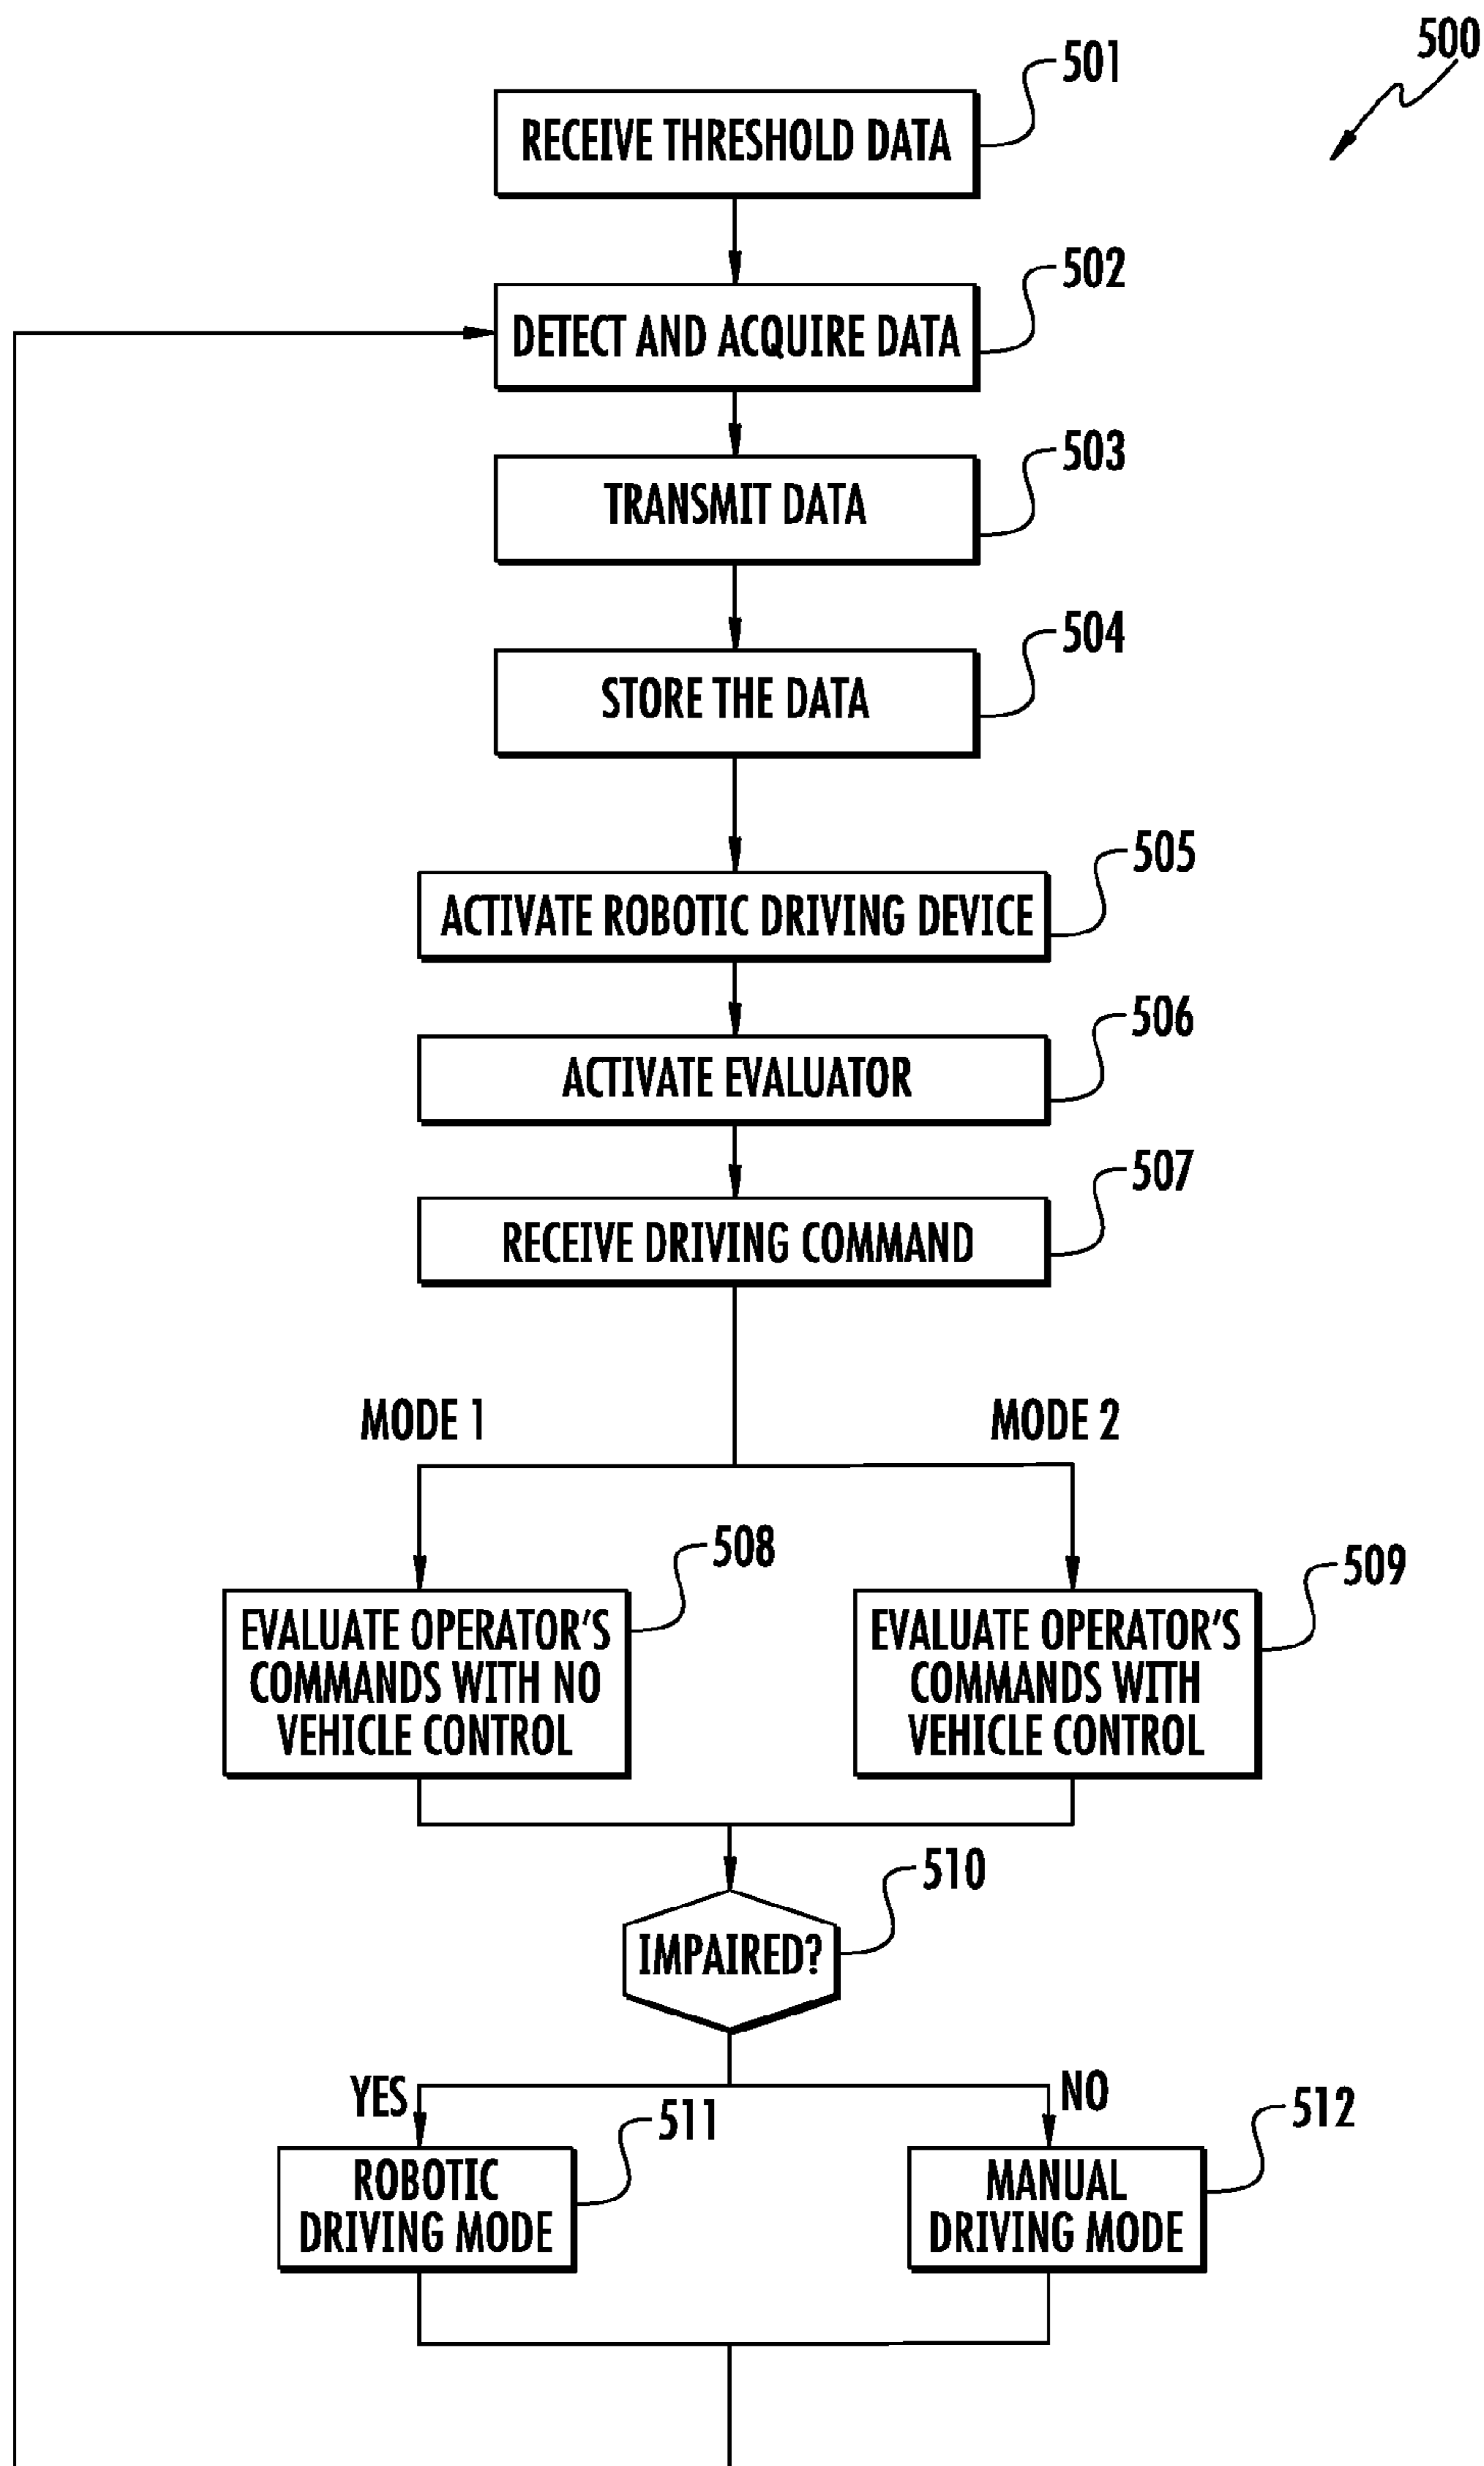 500
501
RECEIVE THRESHOLD DATA
502
DETECT AND ACQUIRE DATA
503
TRANSMIT DATA
504
STORE THE DATA
505
ACTIVATE ROBOTIC DRIVING DEVICE
506
ACTIVATE EVALUATOR
507
RECEIVE DRIVING COMMAND
MODE 1
MODE 2
508
EVALUATE OPERATOR'S
COMMANDS WITH NO
VEHICLE CONTROL
509
EVALUATE OPERATOR'S
COMMANDS WITH
VEHICLE CONTROL
510
IMPAIRED?
YES
NO
511
ROBOTIC
DRIVING MODE
512
MANUAL
DRIVING MODE